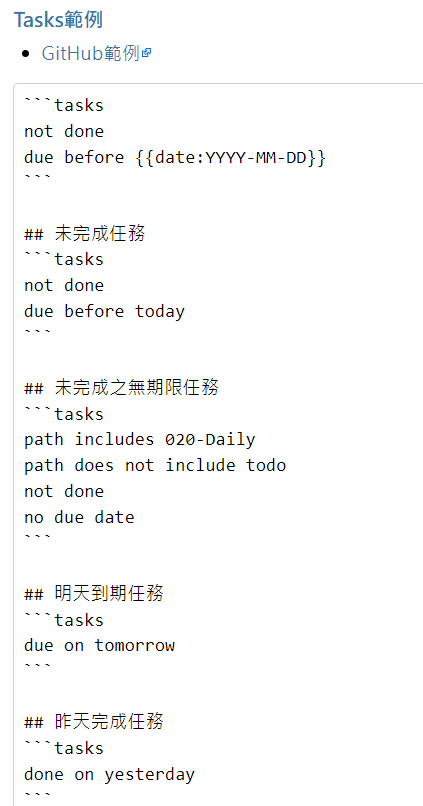 Tasks範例
GitHub範例
```tasks
not done
due before {{date:YYYY-MM-DD}}
```
## 未完成任務
```tasks
not done
due before today
```
## 未完成之無期限任務
```tasks
path includes 020-Daily
path does not include todo
not done
no due date
```
## 明天到期任務
```tasks
due on tomorrow
```
## 昨天完成任務
```tasks
done on yesterday
```